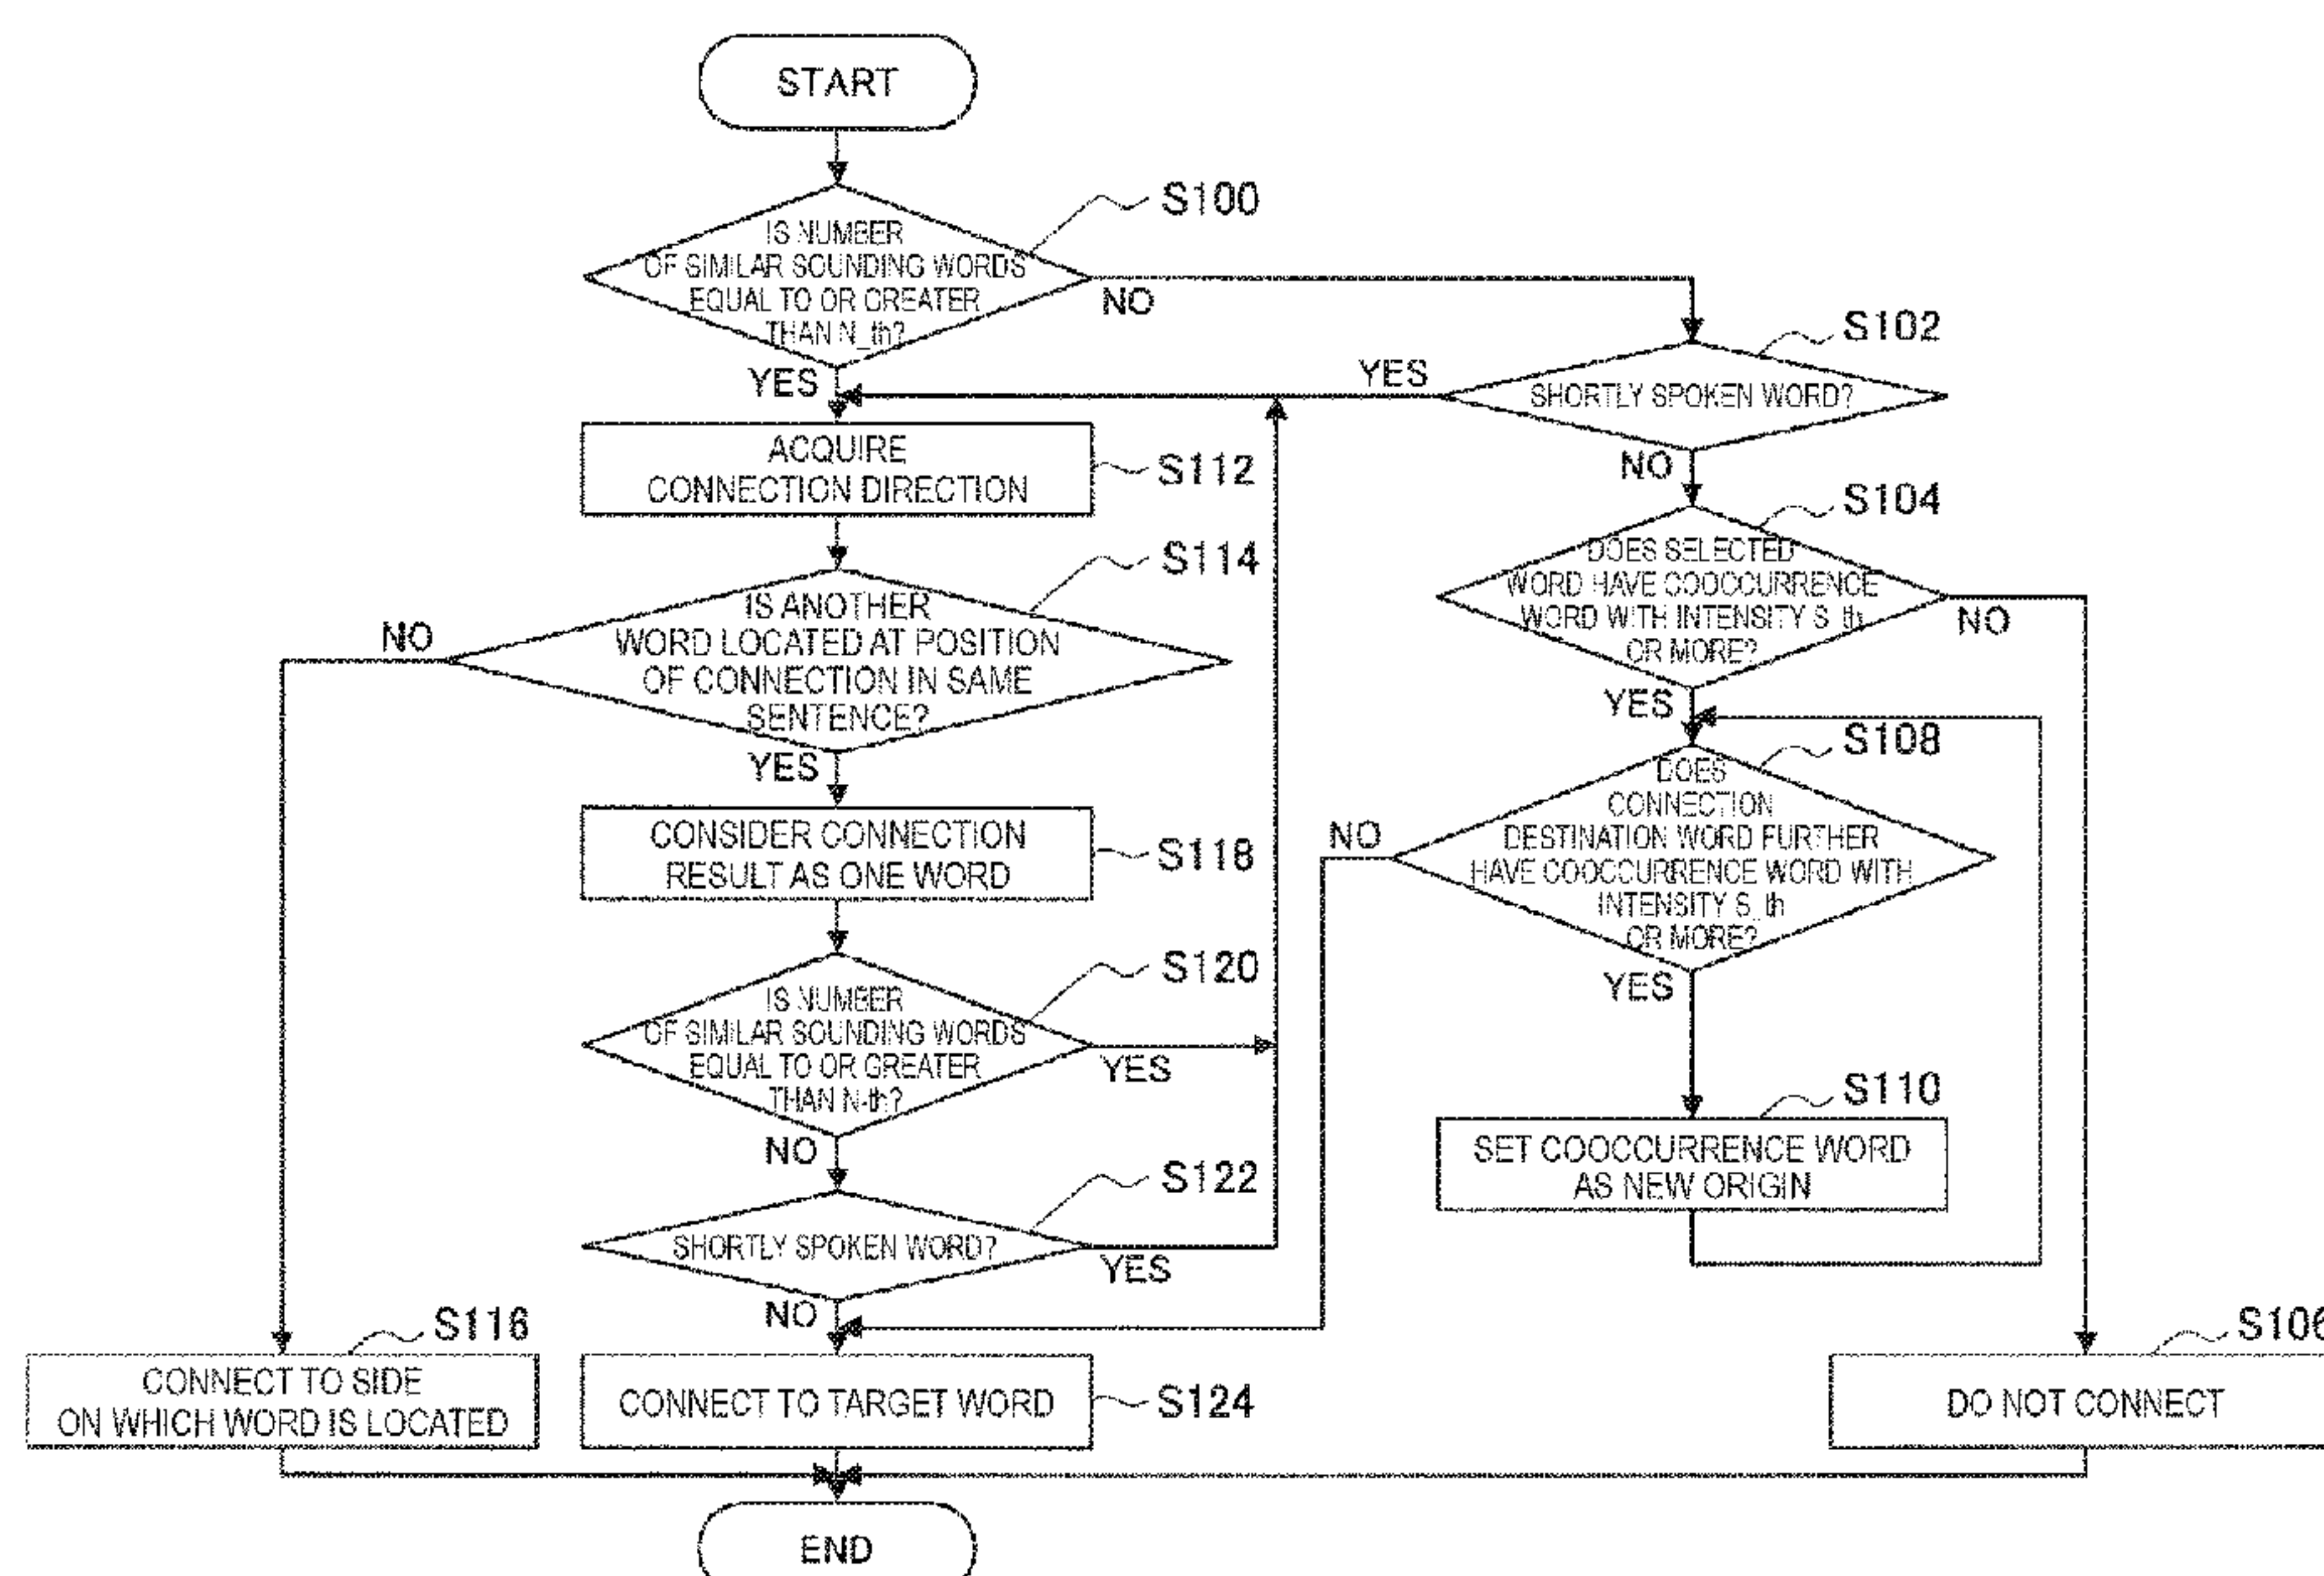 START
S100
IS NUMBER
OF SIMILAR SOUNDING WORDS
EQUAL TO OR GREATER
THAN N_th?
NO
YES
S102
SHORTLY SPOKEN WORD?
YES
NO
ACQUIRE
CONNECTION DIRECTION
S112
S104
DOES SELECTED
WORD HAVE COOCCURRENCE
WORD WITH INTENSITY S_th
OR MORE?
NO
YES
S114
IS ANOTHER
WORD LOCATED AT POSITION
OF CONNECTION IN SAME
SENTENCE?
NO
YES
S108
DOES
CONNECTION
DESTINATION WORD FURTHER
HAVE COOCCURRENCE WORD WITH
INTENSITY S_th
OR MORE?
NO
YES
CONSIDER CONNECTION
RESULT AS ONE WORD
S118
S120
IS NUMBER
OF SIMILAR SOUNDING WORDS
EQUAL TO OR GREATER
THAN N-th?
YES
NO
S110
SET COOCCURRENCE WORD
AS NEW ORIGIN
S122
SHORTLY SPOKEN WORD?
YES
NO
S116
CONNECT TO SIDE
ON WHICH WORD IS LOCATED
CONNECT TO TARGET WORD
S124
S106
DO NOT CONNECT
END